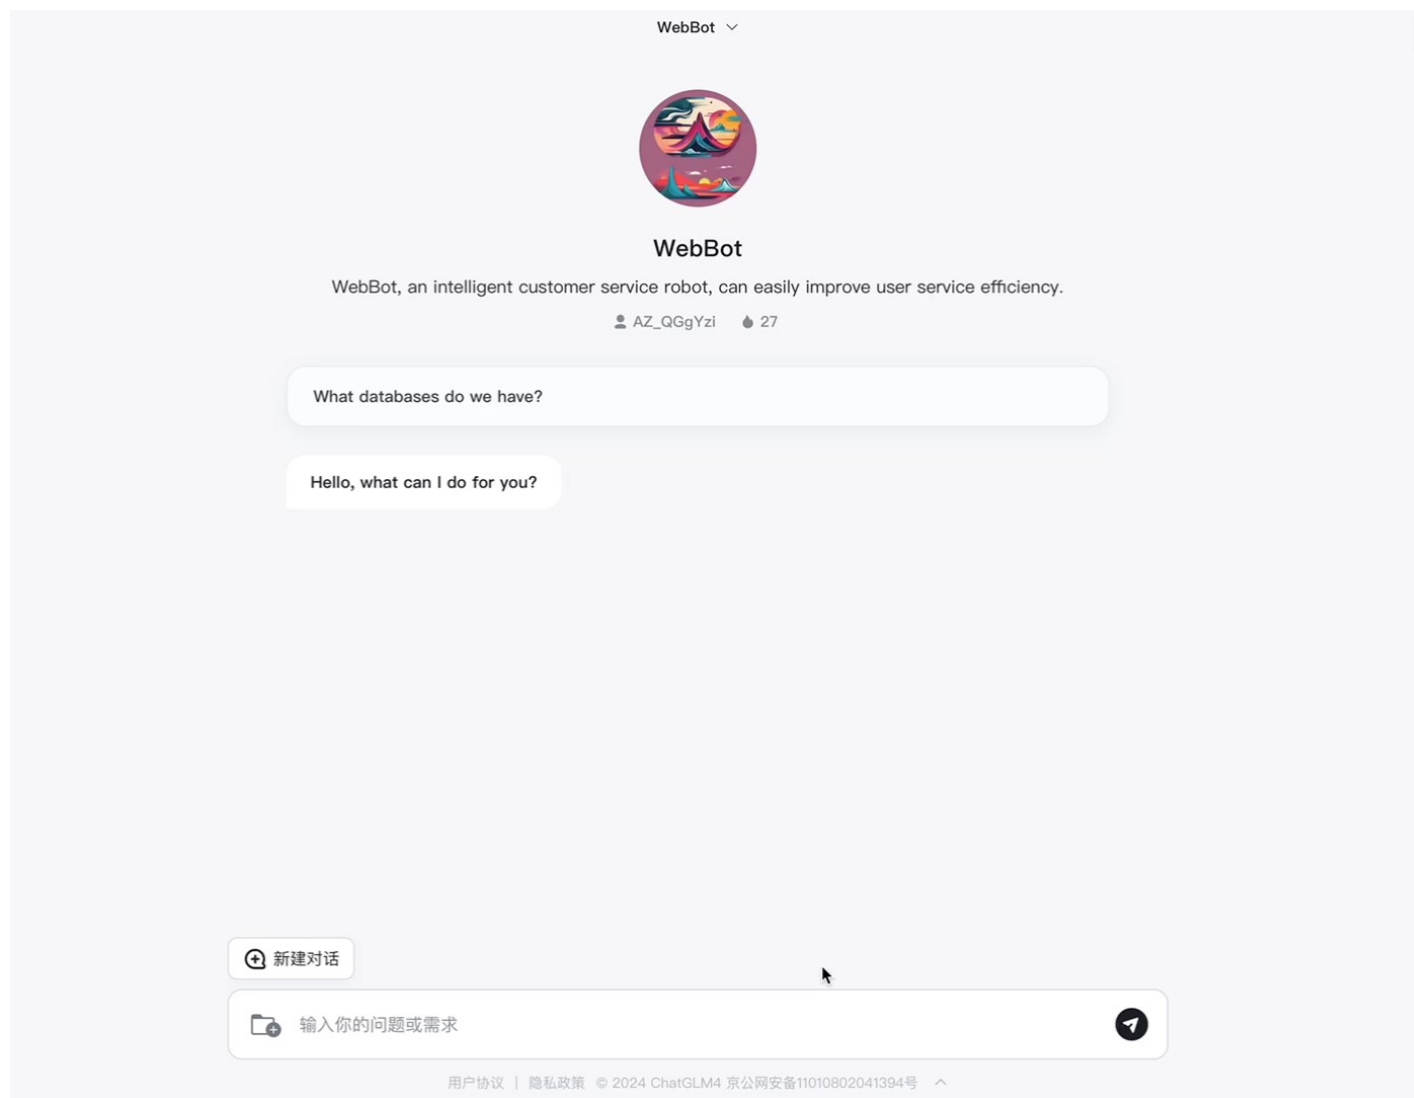 WebBot
WebBot
WebBot, an intelligent customer service robot, can easily improve user service efficiency.
AZ_QGgYzi 27
What databases do we have?
Hello, what can I do for you?
新建对话
输入你的问题或需求
用户协议 | 隐私政策 © 2024 ChatGLM4 京公网安备11010802041394号